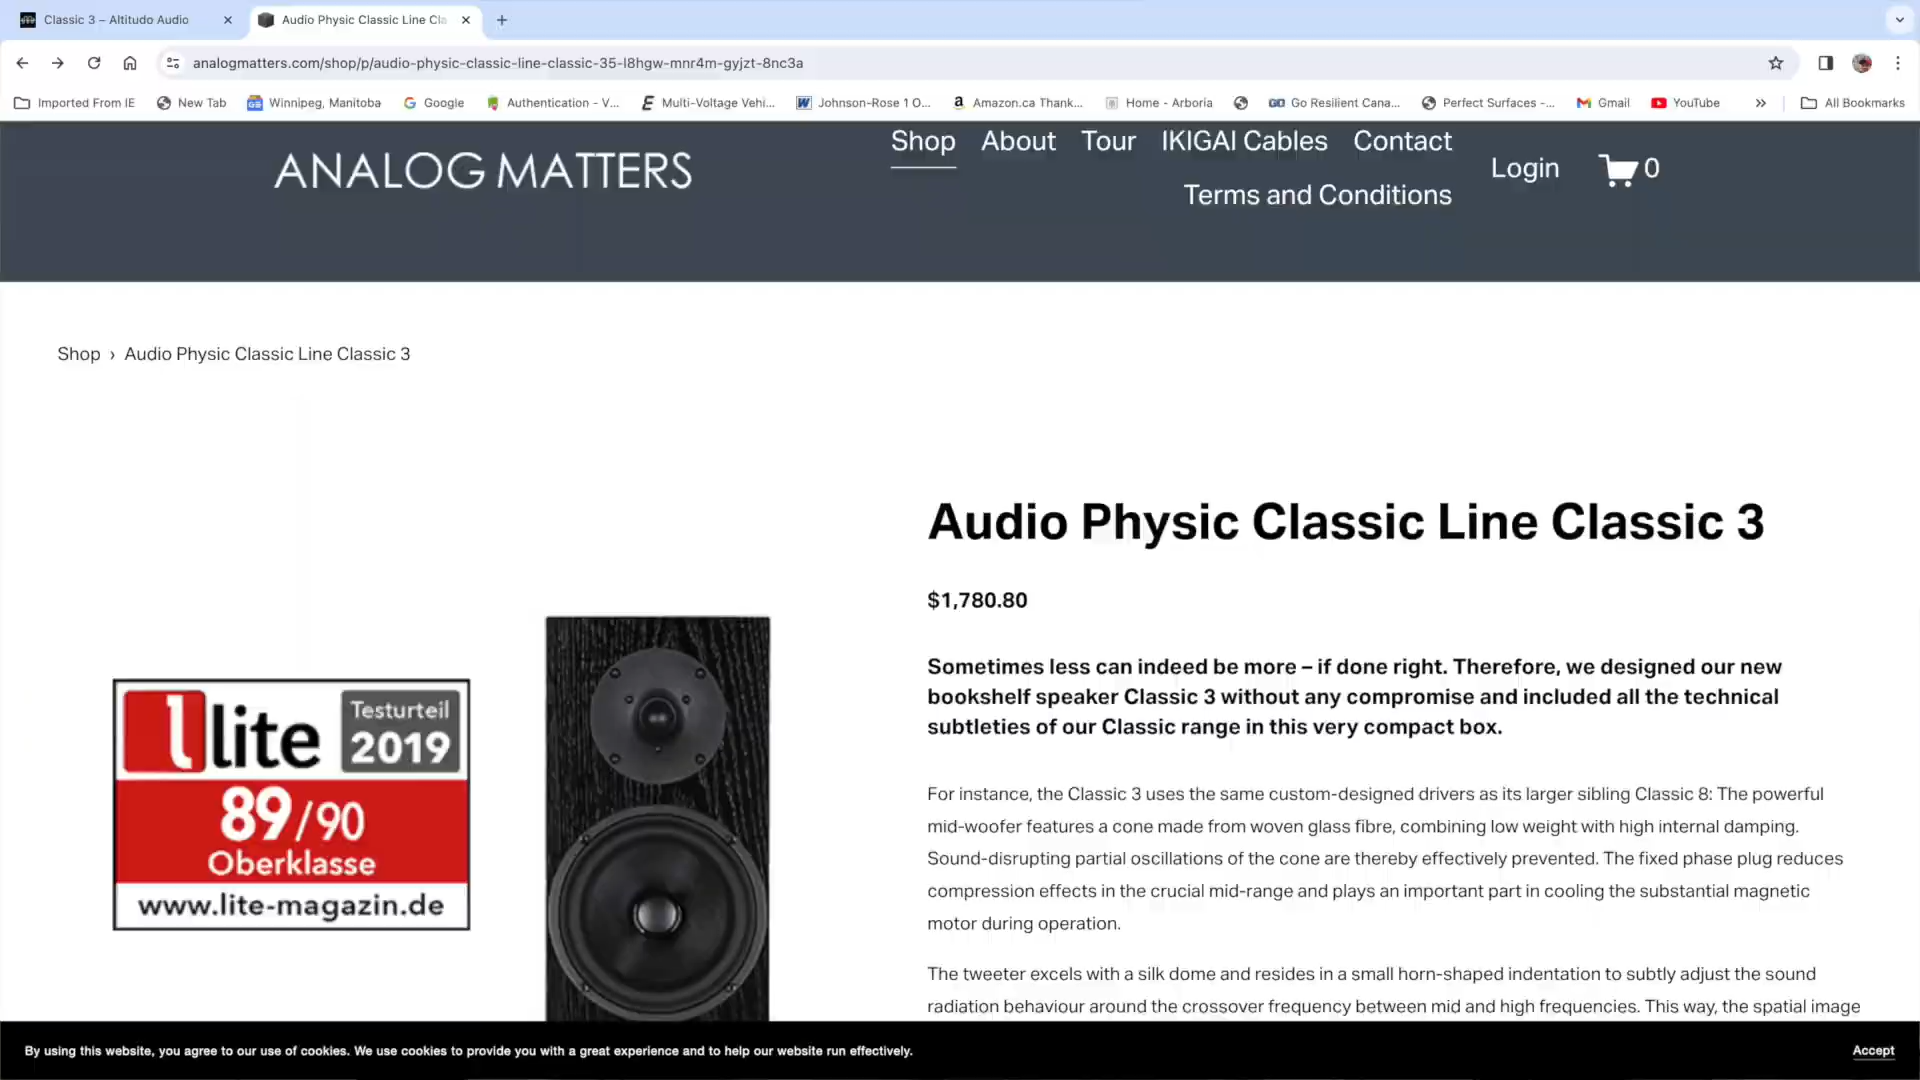 Classic 3 – Altitudo Audio
Audio Physic Classic Line Cla
analogmatters.com/shop/p/audio-physic-classic-line-classic-35-l8hgw-mnr4m-gyjzt-8nc3a
Imported From IE
New Tab
Winnipeg, Manitoba
Google
Authentication - V...
Multi-Voltage Vehi...
Johnson-Rose 1 O...
Amazon.ca Thank...
Home - Arboria
Go Resilient Cana...
Perfect Surfaces -...
Gmail
YouTube
All Bookmarks
ANALOG MATTERS
Shop About Tour IKIGAI Cables Contact
Terms and Conditions
Login
0
Shop › Audio Physic Classic Line Classic 3
Audio Physic Classic Line Classic 3
$1,780.80
Sometimes less can indeed be more – if done right. Therefore, we designed our new
bookshelf speaker Classic 3 without any compromise and included all the technical
subtleties of our Classic range in this very compact box.
For instance, the Classic 3 uses the same custom-designed drivers as its larger sibling Classic 8: The powerful
mid-woofer features a cone made from woven glass fibre, combining low weight with high internal damping.
Sound-disrupting partial oscillations of the cone are thereby effectively prevented. The fixed phase plug reduces
compression effects in the crucial mid-range and plays an important part in cooling the substantial magnetic
motor during operation.
The tweeter excels with a silk dome and resides in a small horn-shaped indentation to subtly adjust the sound
radiation behaviour around the crossover frequency between mid and high frequencies. This way, the spatial image
l lite
Testurteil
2019
89/90
Oberklasse
www.lite-magazin.de
By using this website, you agree to our use of cookies. We use cookies to provide you with a great experience and to help our website run effectively.
Accept